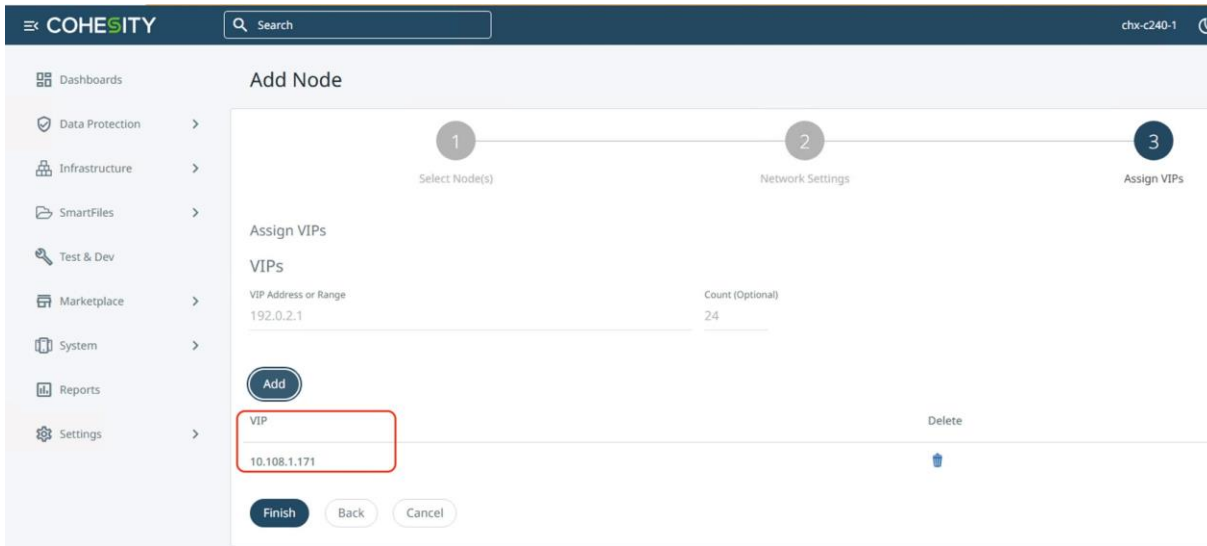 COHESITY
Search
chx-c240-1
Dashboards
Data Protection
Infrastructure
SmartFiles
Test & Dev
Marketplace
System
Reports
Settings
Add Node
1
2
3
Select Node(s)
Network Settings
Assign VIPs
Assign VIPs
VIPs
VIP Address or Range
Count (Optional)
192.0.2.1
24
Add
VIP
Delete
10.108.1.171
Finish
Back
Cancel